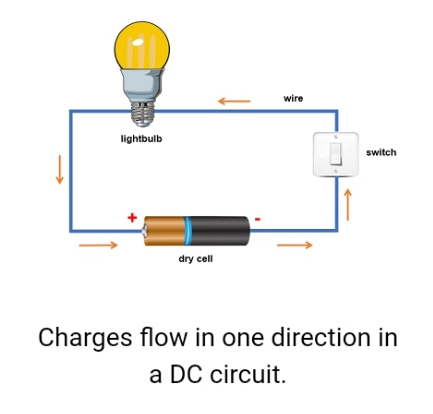 wire
lightbulb
switch
+
-
dry cell
Charges flow in one direction in
a DC circuit.